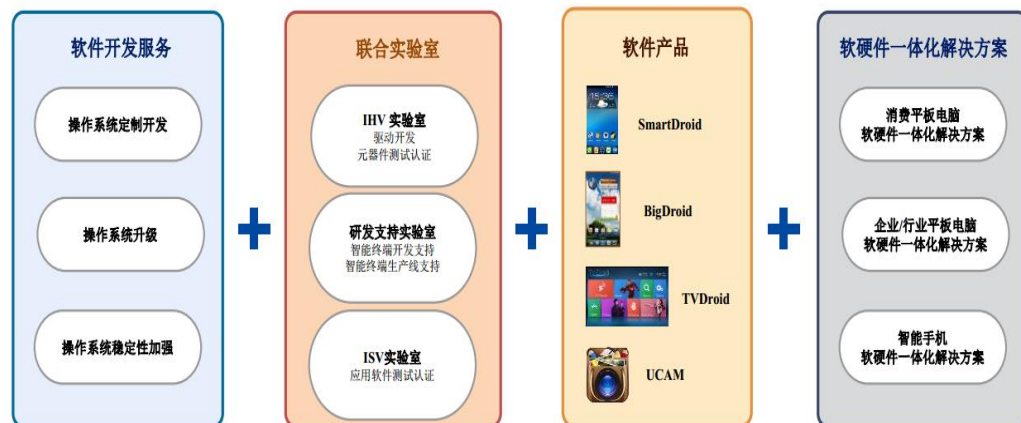 软件开发服务
操作系统定制开发
操作系统升级
操作系统稳定性加强
联合实验室
IHV 实验室
驱动开发
元器件测试认证
研发支持实验室
智能终端开发支持
智能终端生产线支持
ISV实验室
应用软件测试认证
软件产品
15:36
SmartDroid
BigDroid
TVDroid
UCAM
软硬件一体化解决方案
消费平板电脑
软硬件一体化解决方案
企业/行业平板电脑
软硬件一体化解决方案
智能手机
软硬件一体化解决方案